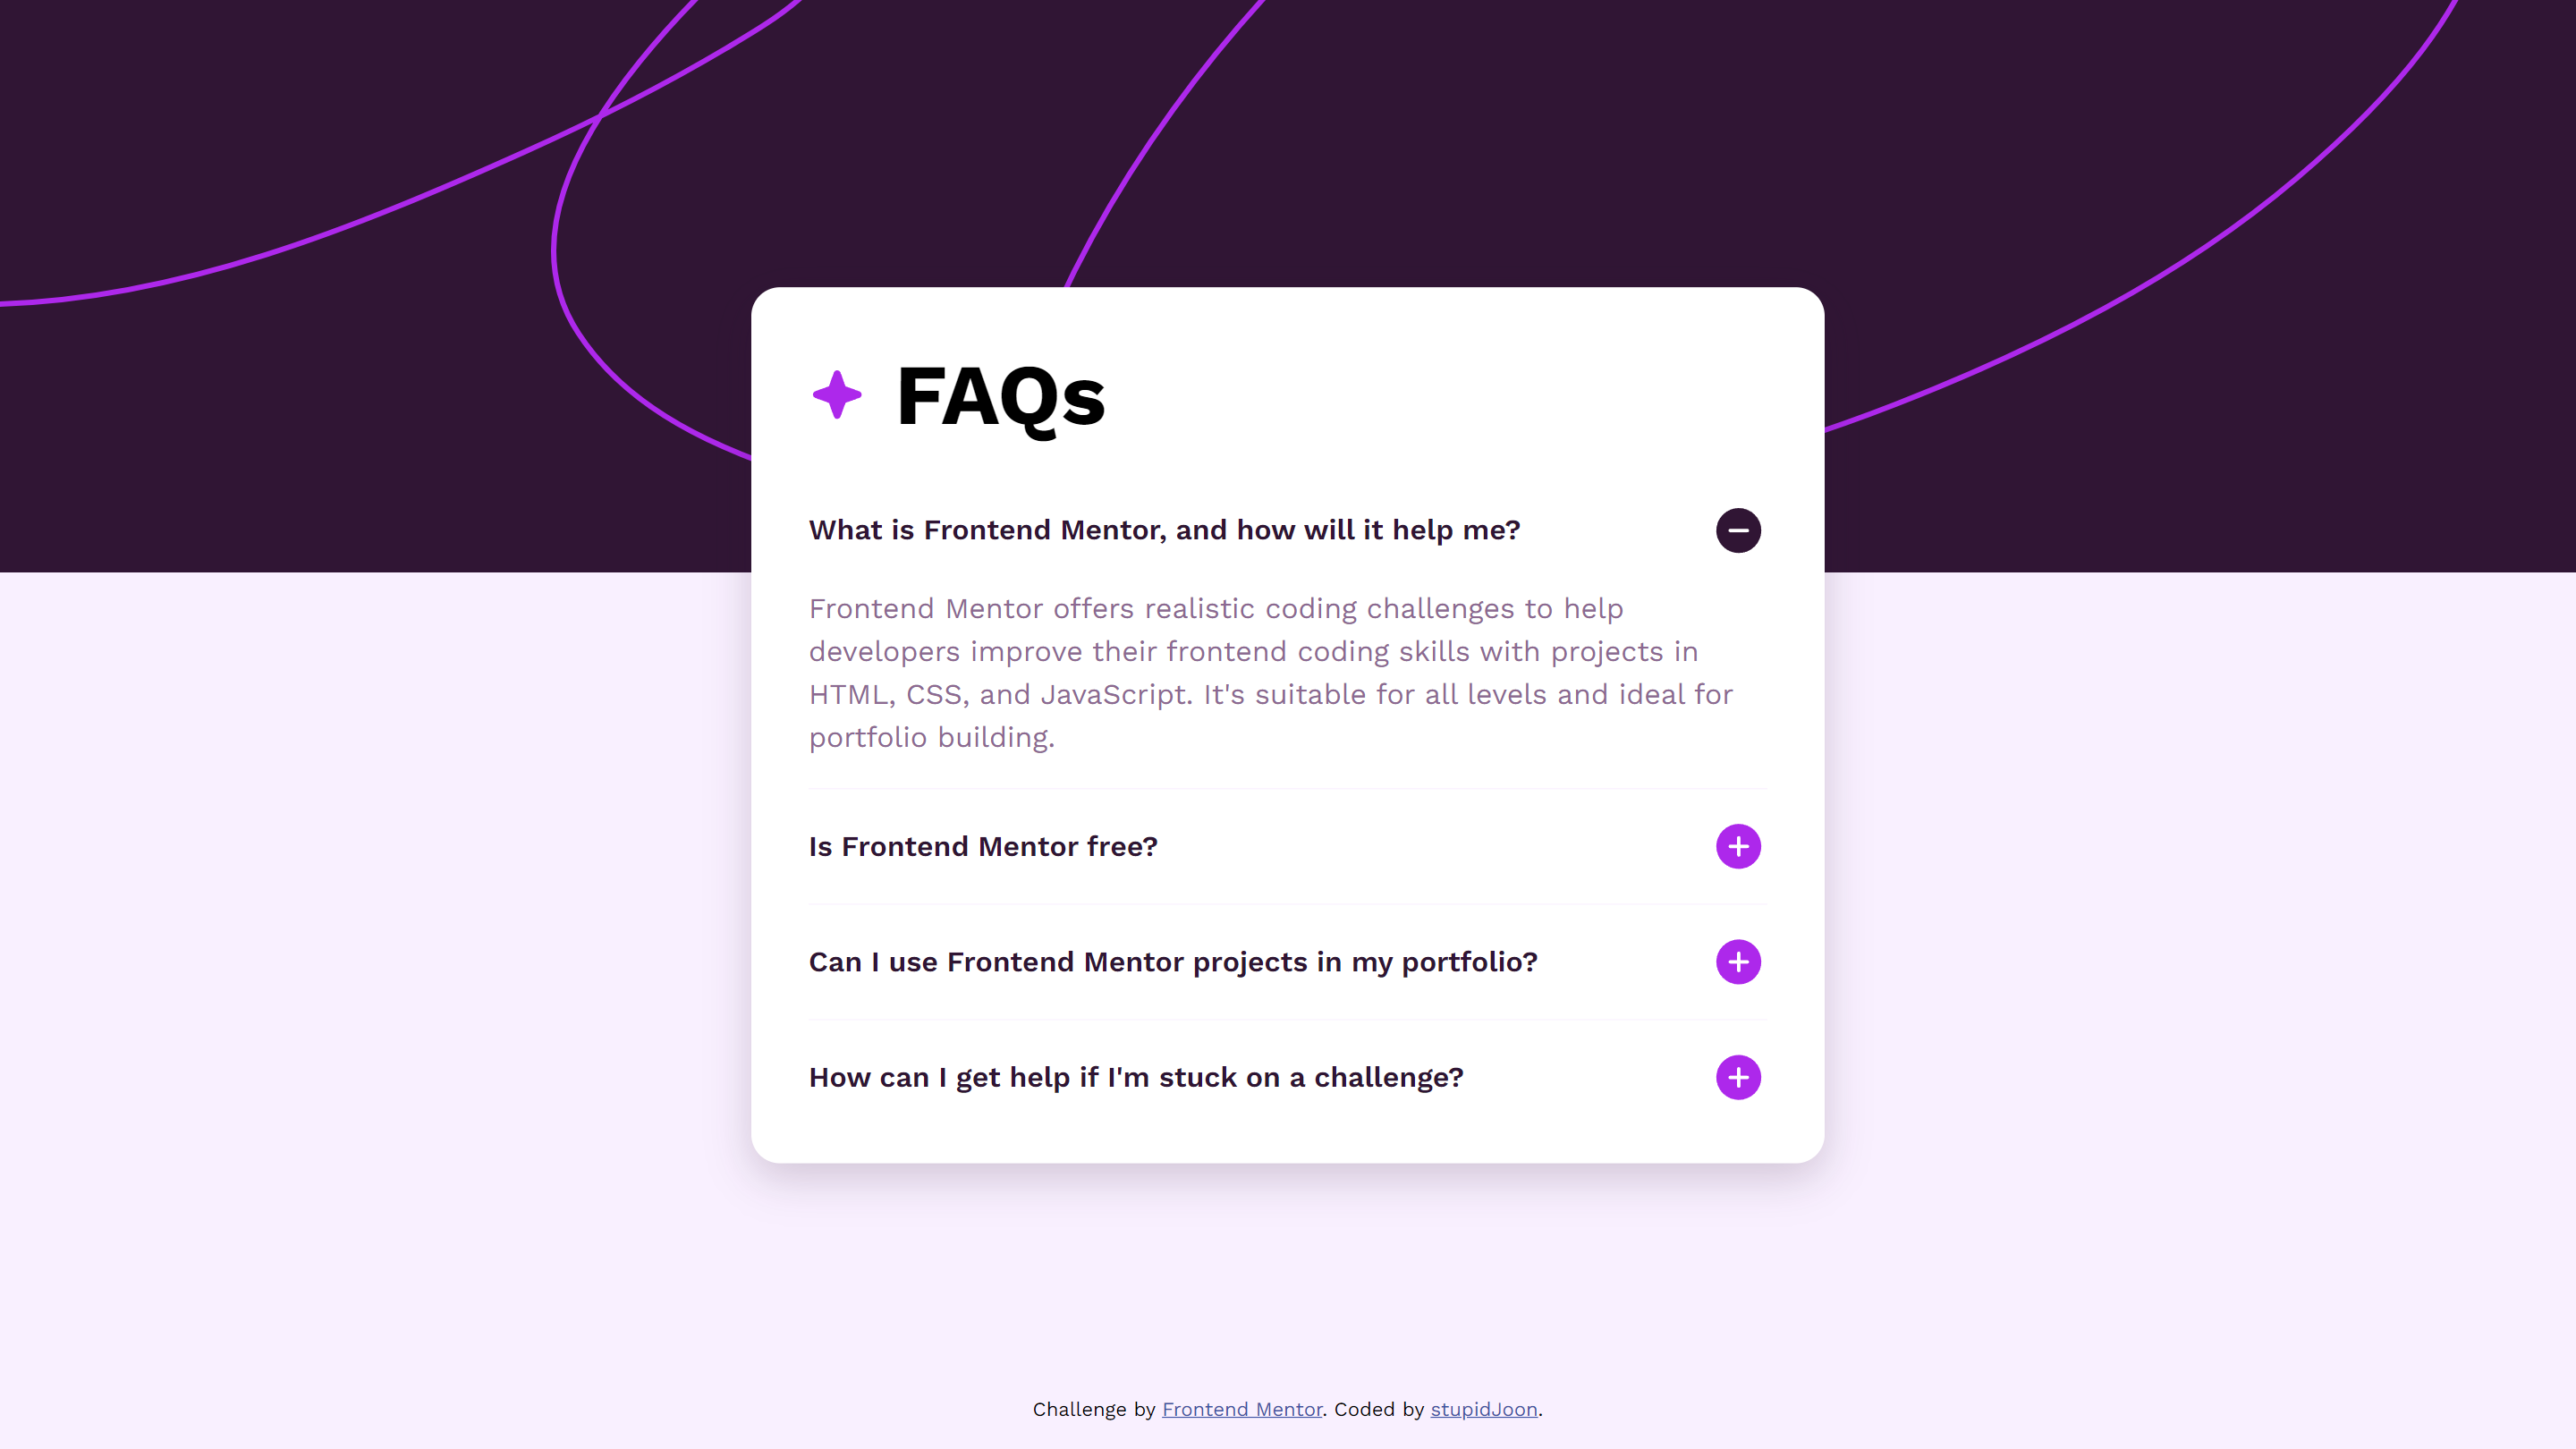 FAQs
What is Frontend Mentor, and how will it help me?
Frontend Mentor offers realistic coding challenges to help
developers improve their frontend coding skills with projects in
HTML, CSS, and JavaScript. It's suitable for all levels and ideal for
portfolio building.
Is Frontend Mentor free?
Can I use Frontend Mentor projects in my portfolio?
How can I get help if I'm stuck on a challenge?
Challenge by Frontend Mentor. Coded by stupidJoon.